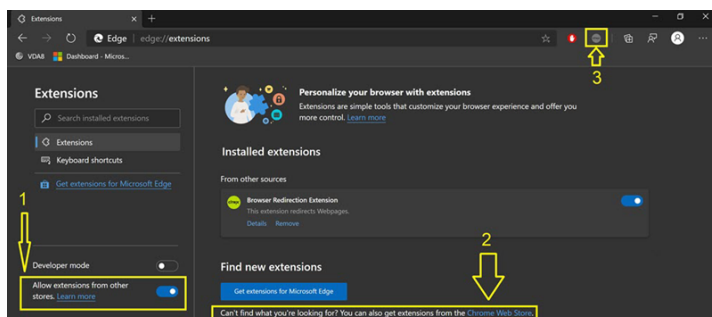 Extensions
Edge
edge://extensions
VDA8
Dashboard - Micros...
3
Extensions
Search installed extensions
Extensions
Keyboard shortcuts
Get extensions for Microsoft Edge
1
Developer mode
Allow extensions from other
stores. Learn more
Personalize your browser with extensions
Extensions are simple tools that customize your browser experience and offer you
more control. Learn more
Installed extensions
From other sources
citrix
Browser Redirection Extension
This extension redirects Webpages.
Details Remove
2
Find new extensions
Get extensions for Microsoft Edge
Can't find what you're looking for? You can also get extensions from the Chrome Web Store.